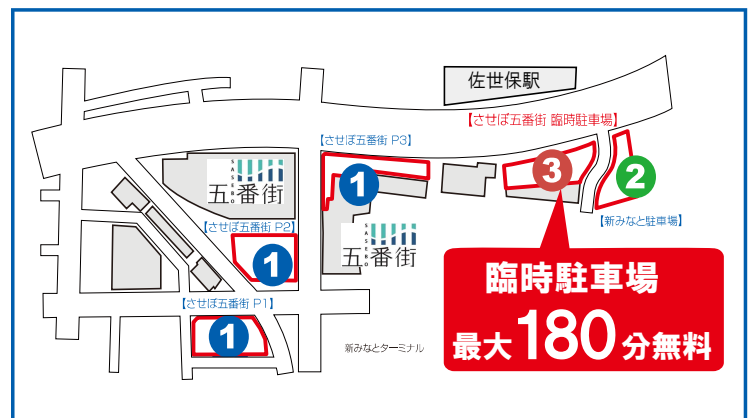 佐世保駅
【させぼ五番街 臨時駐車場】
【させぼ五番街 P3】
1
3
2
SASEBO
五番街
【させぼ五番街 P2】
【新みなと駐車場】
SASEBO
五番街
1
臨時駐車場
最大180分無料
【させぼ五番街 P1】
1
新みなとターミナル